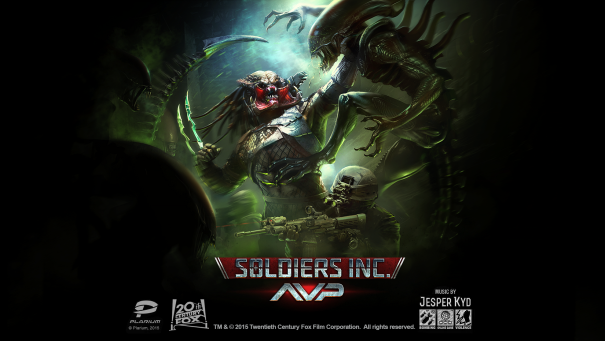 SOLDIERS INC.
AVP
MUSIC BY
JESPER KYD
PLARIUM
© Plarium, 2015
20th
CENTURY
FOX
TM & © 2015 Twentieth Century Fox Film Corporation. All rights reserved.